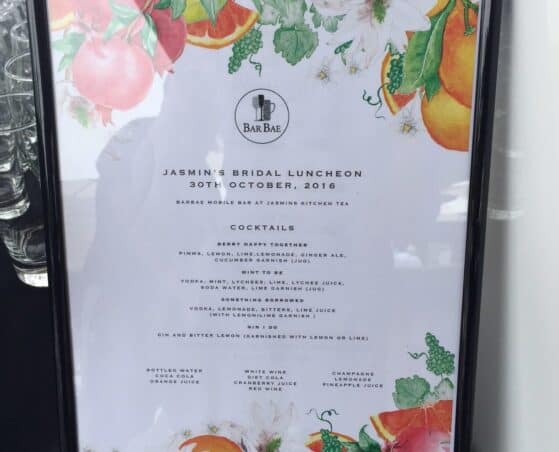 BAR BAE
JASMIN'S BRIDAL LUNCHEON
30TH OCTOBER, 2016
BARBAE MOBILE BAR AT JASMINS KITCHEN TEA
COCKTAILS
BERRY HAPPY TOGETHER
PIMMS, LEMON, LIME, LEMONADE, GINGER ALE,
CUCUMBER GARNISH (JUG)
MINT TO BE
VODKA, MINT, LYCHEES, LIME, LYCHEE JUICE,
SODA WATER, LIME GARNISH (JUG)
SOMETHING BORROWED
VODKA, LEMONADE, BITTERS, LIME JUICE
(WITH LEMON/LIME GARNISH )
GIN I DO
GIN AND BITTER LEMON (GARNISHED WITH LEMON OR LIME)
BOTTLED WATER
COCA COLA
ORANGE JUICE
WHITE WINE
DIET COLA
CRANBERRY JUICE
RED WINE
CHAMPAGNE
LEMONADE
PINEAPPLE JUICE